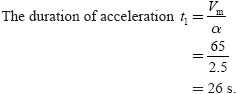 The duration of acceleration t₁ = Vₘ / α
= 65 / 2.5
= 26 s.